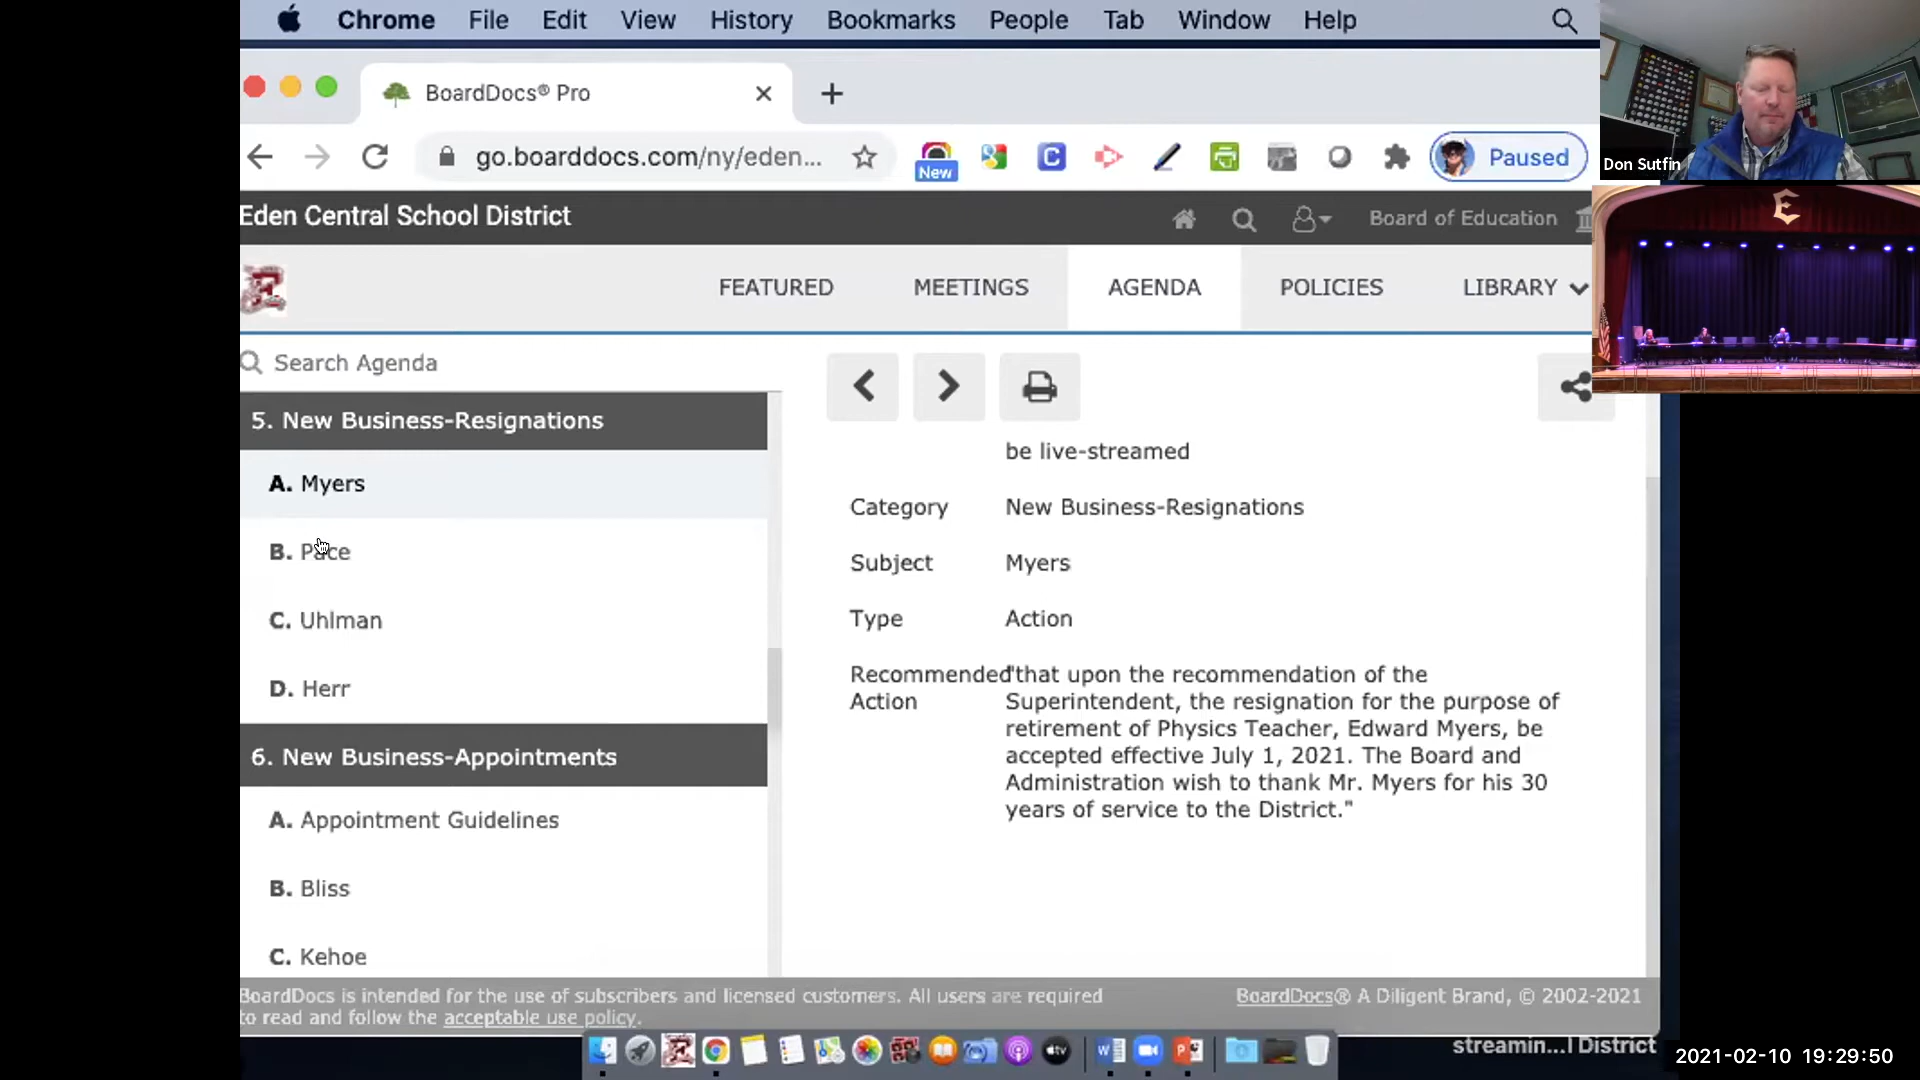 Chrome File Edit View History Bookmarks People Tab Window Help
BoardDocs® Pro
go.boarddocs.com/ny/eden...
New
C
Paused
Don Sutfin
E
Eden Central School District
Board of Education
FEATURED MEETINGS AGENDA POLICIES LIBRARY
Search Agenda
5. New Business-Resignations
A. Myers
B. Pace
C. Uhlman
D. Herr
6. New Business-Appointments
A. Appointment Guidelines
B. Bliss
C. Kehoe
be live-streamed
Category New Business-Resignations
Subject Myers
Type Action
Recommended "that upon the recommendation of the
Action Superintendent, the resignation for the purpose of
retirement of Physics Teacher, Edward Myers, be
accepted effective July 1, 2021. The Board and
Administration wish to thank Mr. Myers for his 30
years of service to the District."
BoardDocs is intended for the use of subscribers and licensed customers. All users are required
to read and follow the acceptable use policy.
BoardDocs® A Diligent Brand, © 2002-2021
tv
streamin...l District
2021-02-10 19:29:50